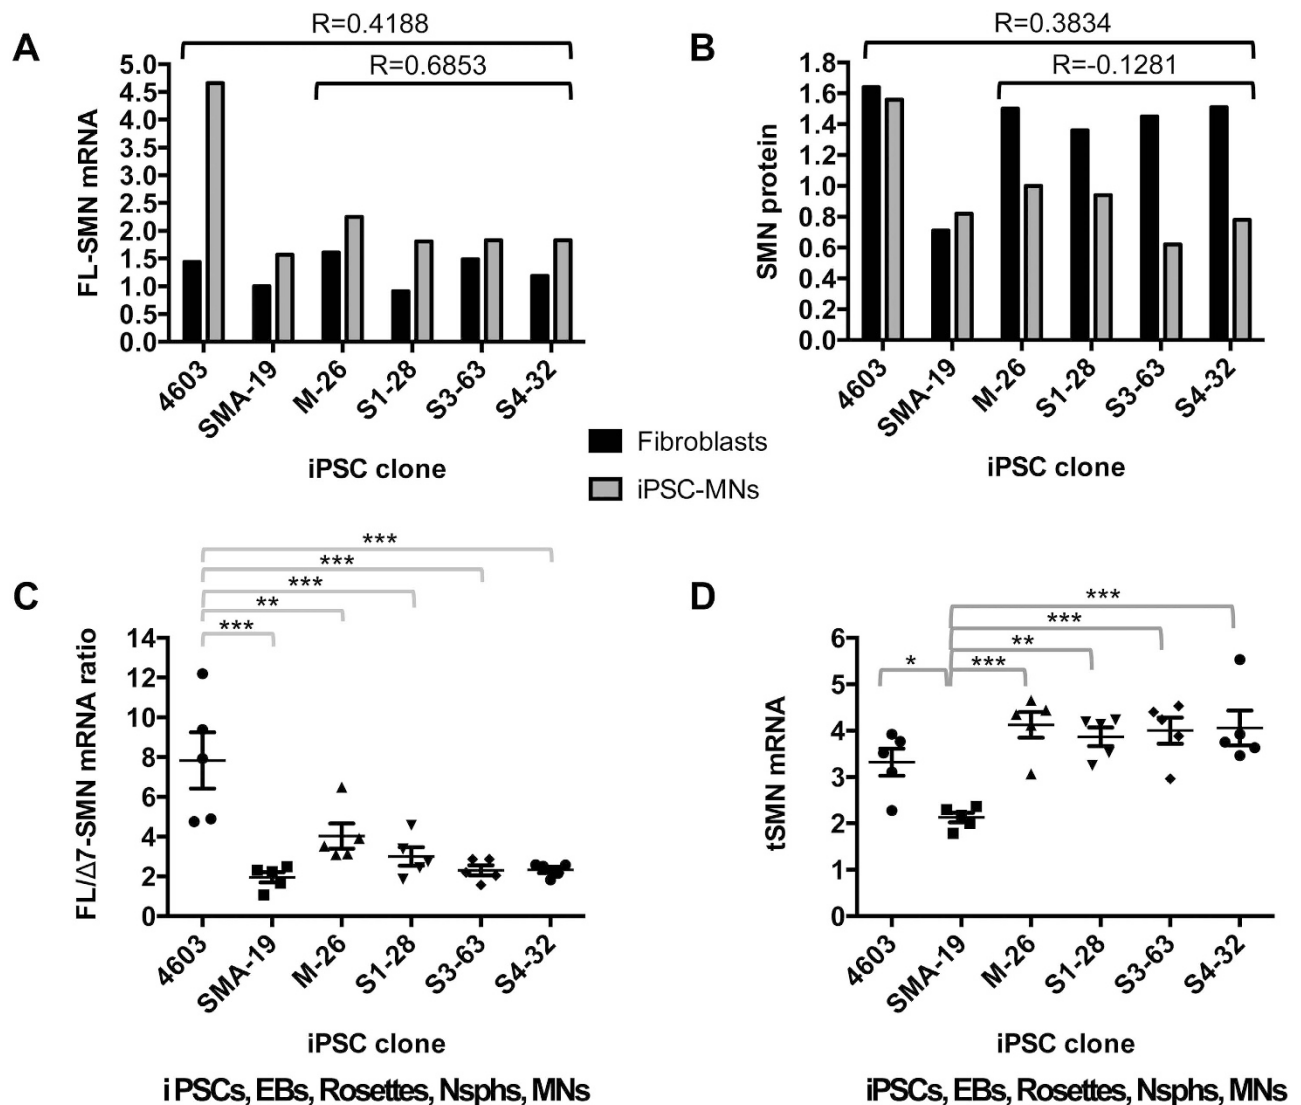 A
R=0.4188
R=0.6853
FL-SMN mRNA
5.0
4.5
4.0
3.5
3.0
2.5
2.0
1.5
1.0
0.5
0.0
4603
SMA-19
M-26
S1-28
S3-63
S4-32
iPSC clone
B
R=0.3834
R=-0.1281
SMN protein
1.8
1.6
1.4
1.2
1.0
0.8
0.6
0.4
0.2
0.0
4603
SMA-19
M-26
S1-28
S3-63
S4-32
iPSC clone
Fibroblasts
iPSC-MNs
C
***
***
***
**
***
FL/Δ7-SMN mRNA ratio
14
12
10
8
6
4
2
0
4603
SMA-19
M-26
S1-28
S3-63
S4-32
iPSC clone
i PSCs, EBs, Rosettes, Nsphs, MNs
D
***
***
**
* ***
tSMN mRNA
6
5
4
3
2
1
0
4603
SMA-19
M-26
S1-28
S3-63
S4-32
iPSC clone
iPSCs, EBs, Rosettes, Nsphs, MNs